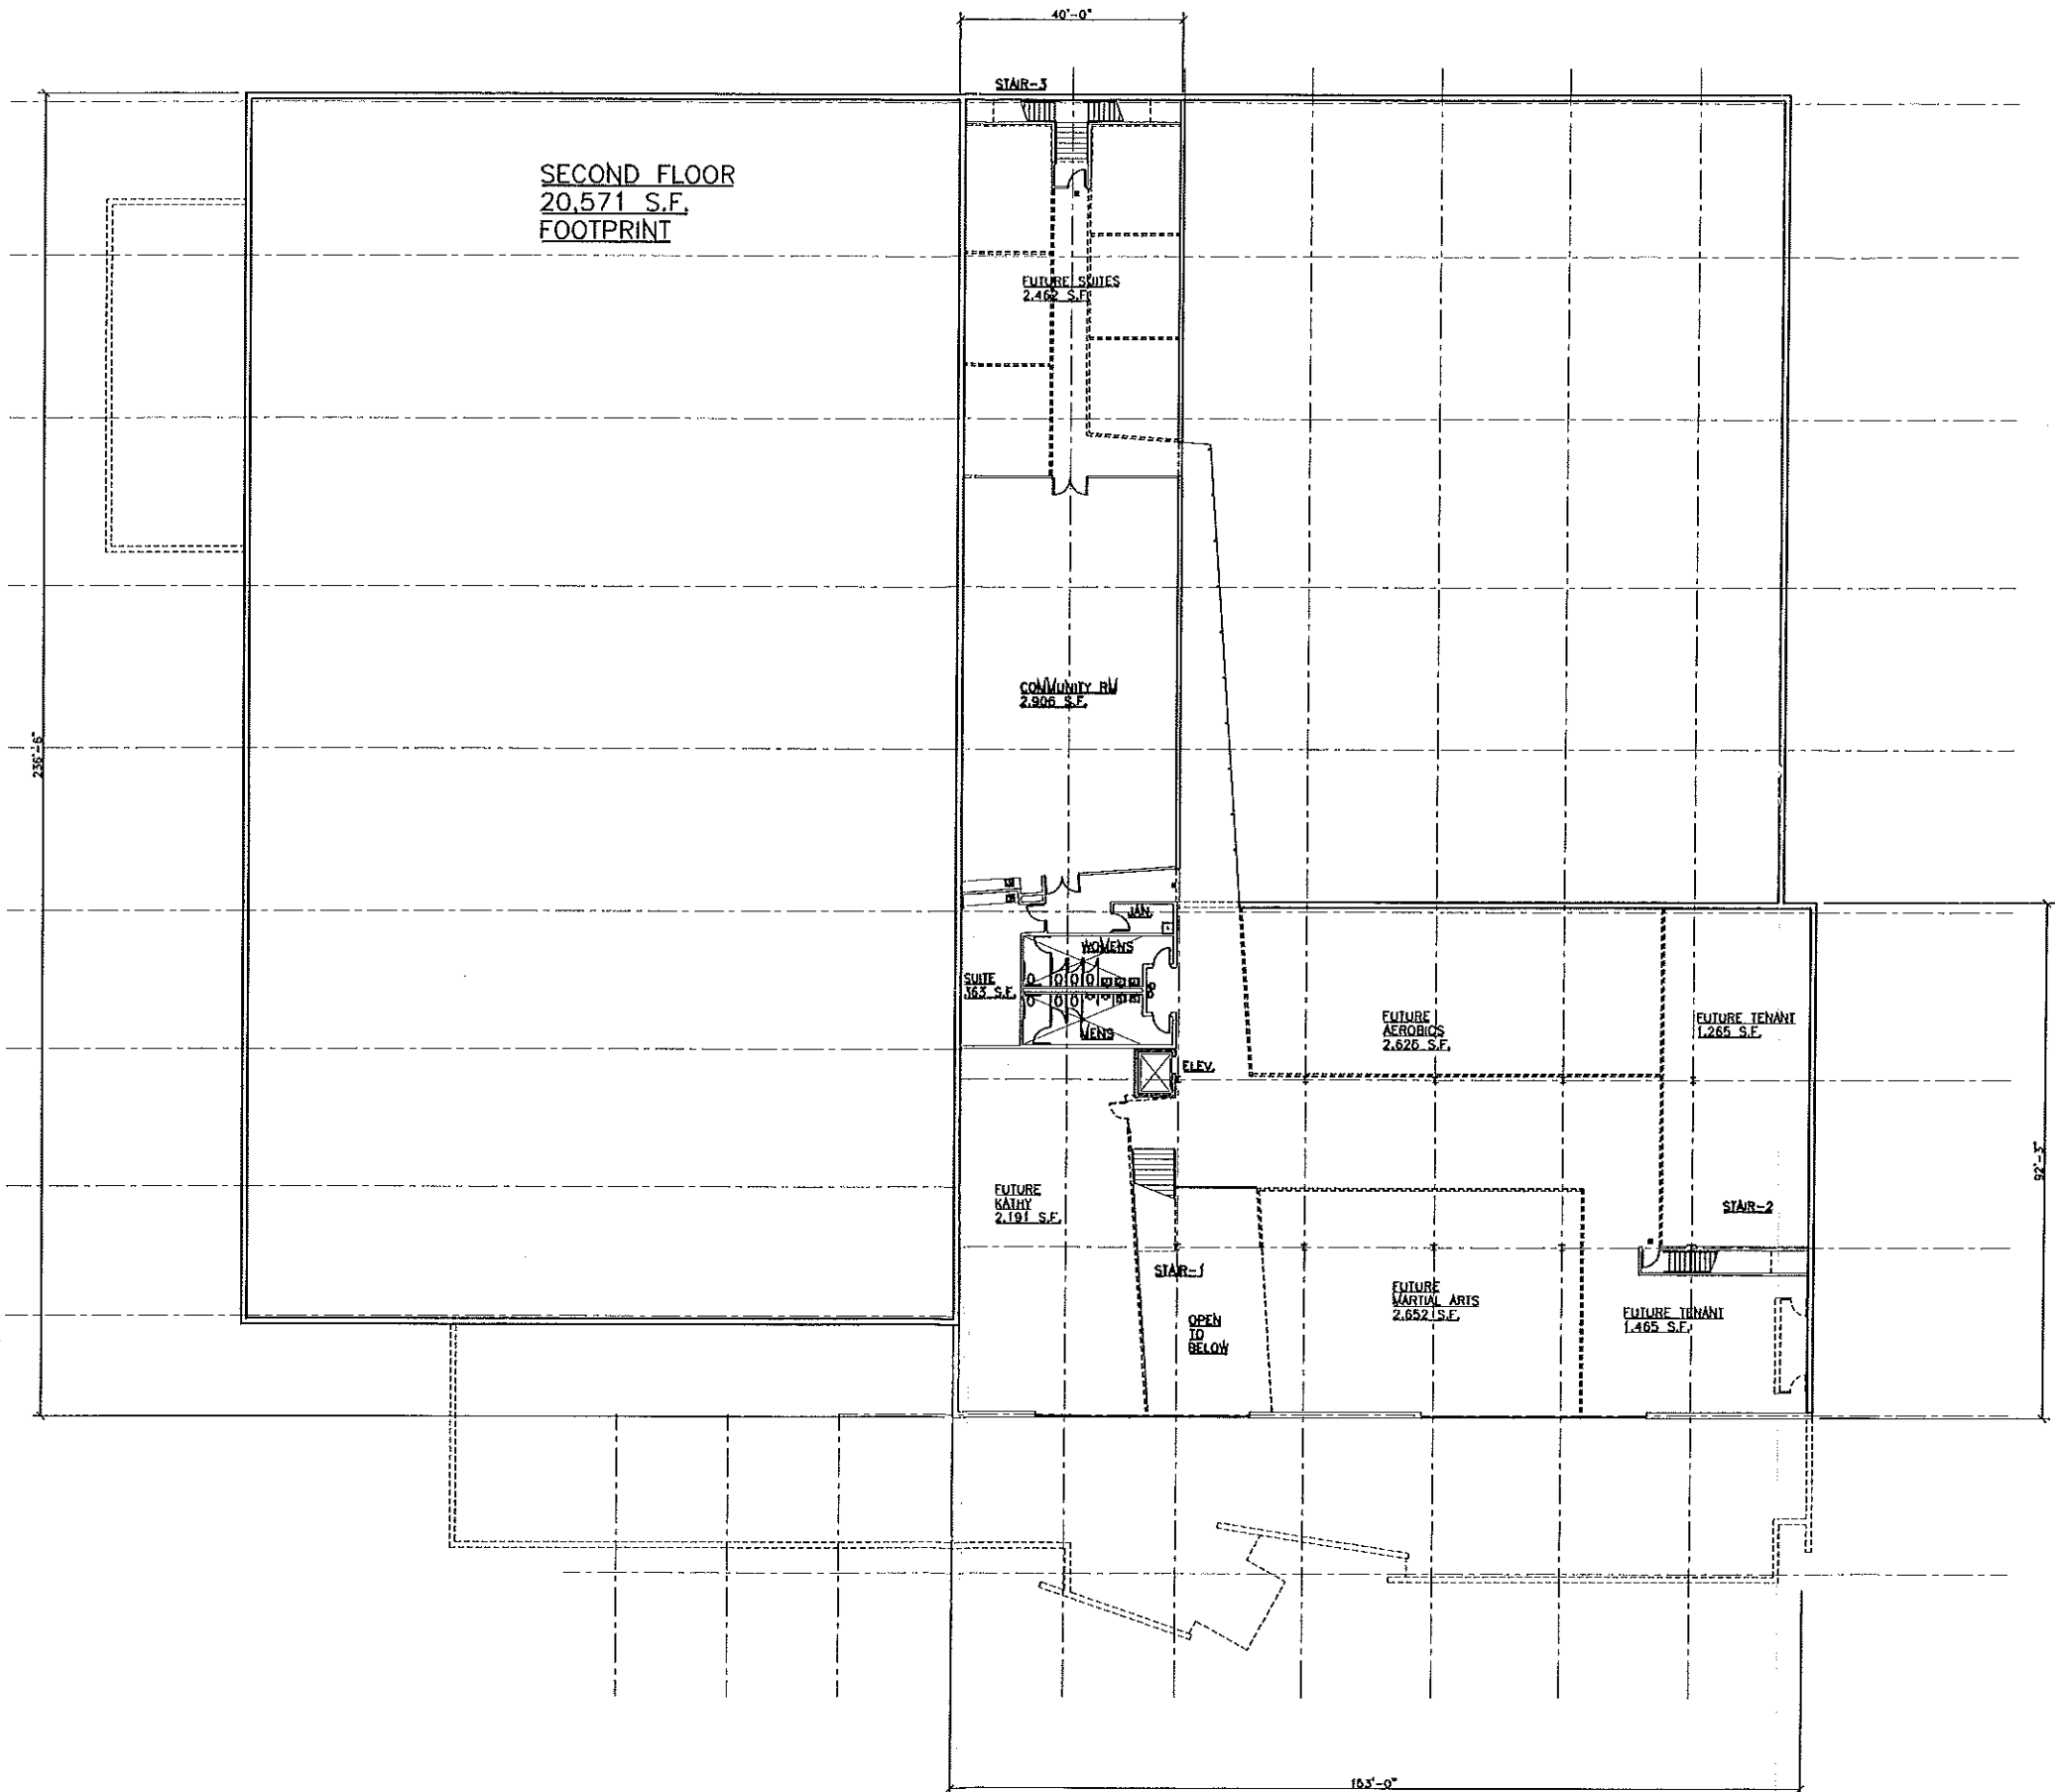 40'-0"
STAIR-3
SECOND FLOOR
20,571 S.F.
FOOTPRINT
FUTURE SUITES
2,462 S.F.
COMMUNITY RM
2,906 S.F.
236'-6"
JAN.
WOMENS
SUITE
363 S.F.
MENS
ELEV.
FUTURE
AEROBICS
2,626 S.F.
FUTURE TENANT
1,265 S.F.
92'-3"
FUTURE
KATHY
2,191 S.F.
STAIR-2
STAIR-1
OPEN
TO
BELOW
FUTURE
MARTIAL ARTS
2,652 S.F.
FUTURE TENANT
1,465 S.F.
153'-0"